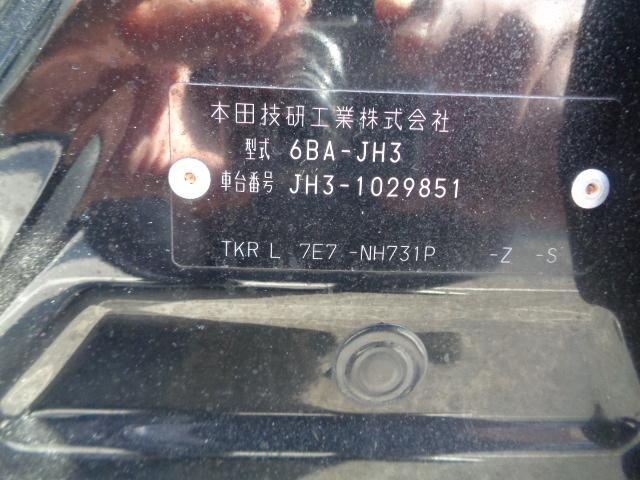 本田技研工業株式会社
型式 6BA-JH3
車台番号 JH3-1029851
TKR L 7E7 -NH731P -Z -S